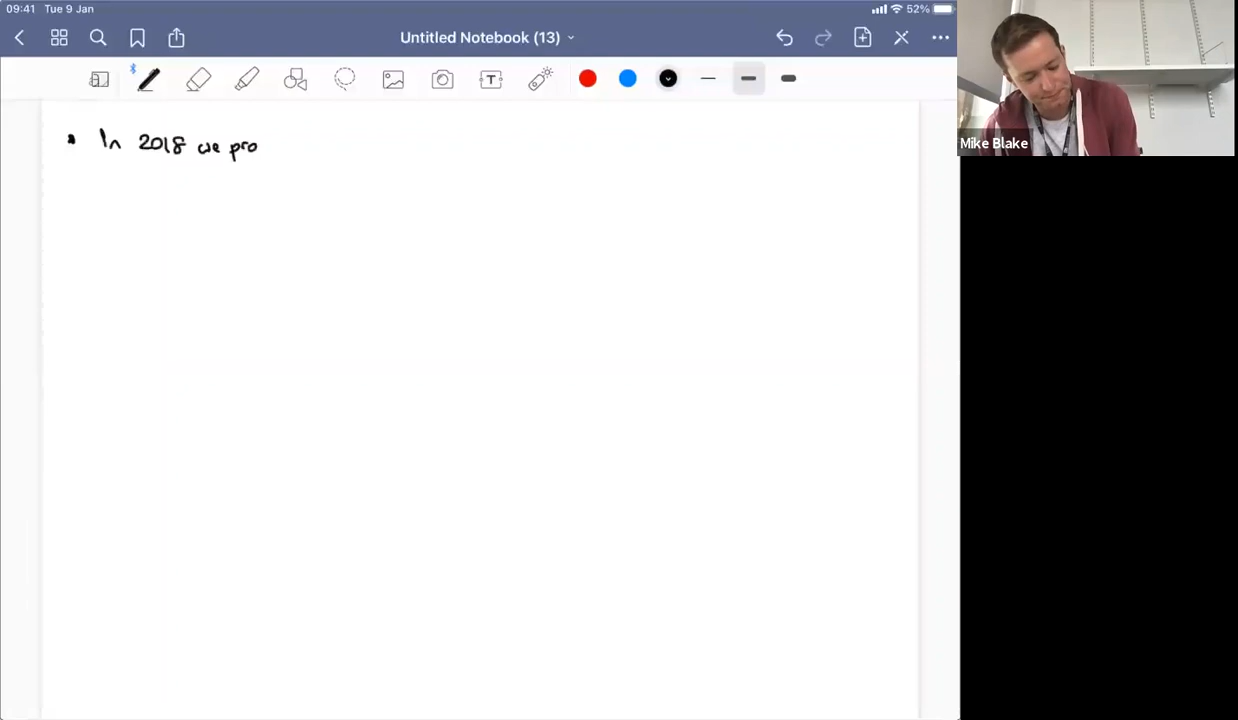 09:41 Tue 9 Jan
52%
Untitled Notebook (13)
T
• In 2018 we pro
Mike Blake